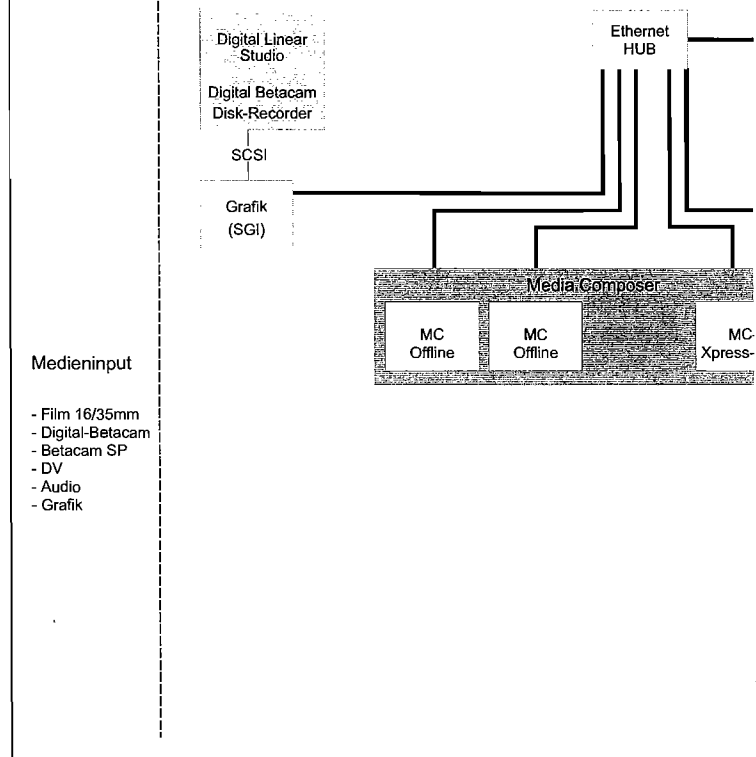 Digital Linear
Studio
Digital Betacam
Disk-Recorder
SCSI
Grafik
(SGI)
Ethernet
HUB
Media Composer
MC
Offline
MC
Offline
MC-
Xpress-
Medieninput
- Film 16/35mm
- Digital-Betacam
- Betacam SP
- DV
- Audio
- Grafik